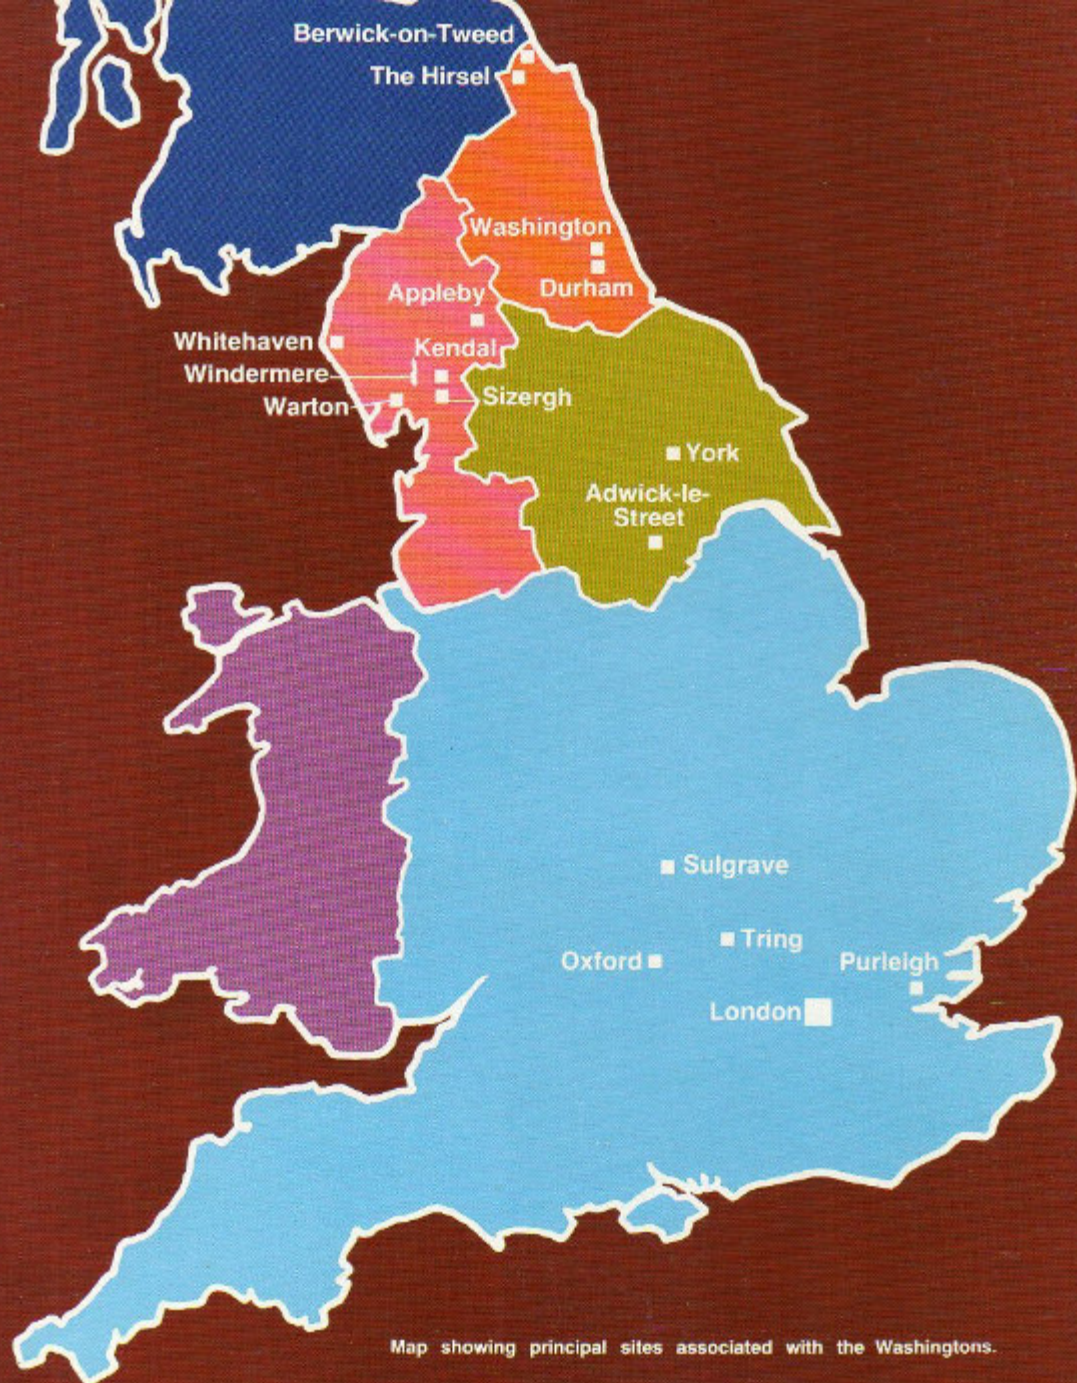 Berwick-on-Tweed
The Hirsel
Washington
Durham
Appleby
Whitehaven
Kendal
Windermere
Sizergh
Warton
York
Adwick-le-
Street
Sulgrave
Tring
Oxford
Purleigh
London
Map showing principal sites associated with the Washingtons.